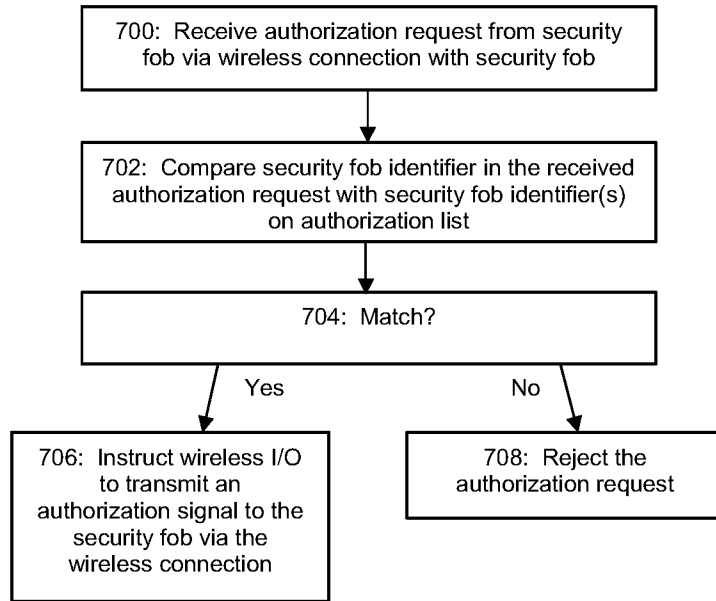 700: Receive authorization request from security
fob via wireless connection with security fob
702: Compare security fob identifier in the received
authorization request with security fob identifier(s)
on authorization list
704: Match?
Yes
No
706: Instruct wireless I/O
to transmit an
authorization signal to the
security fob via the
wireless connection
708: Reject the
authorization request